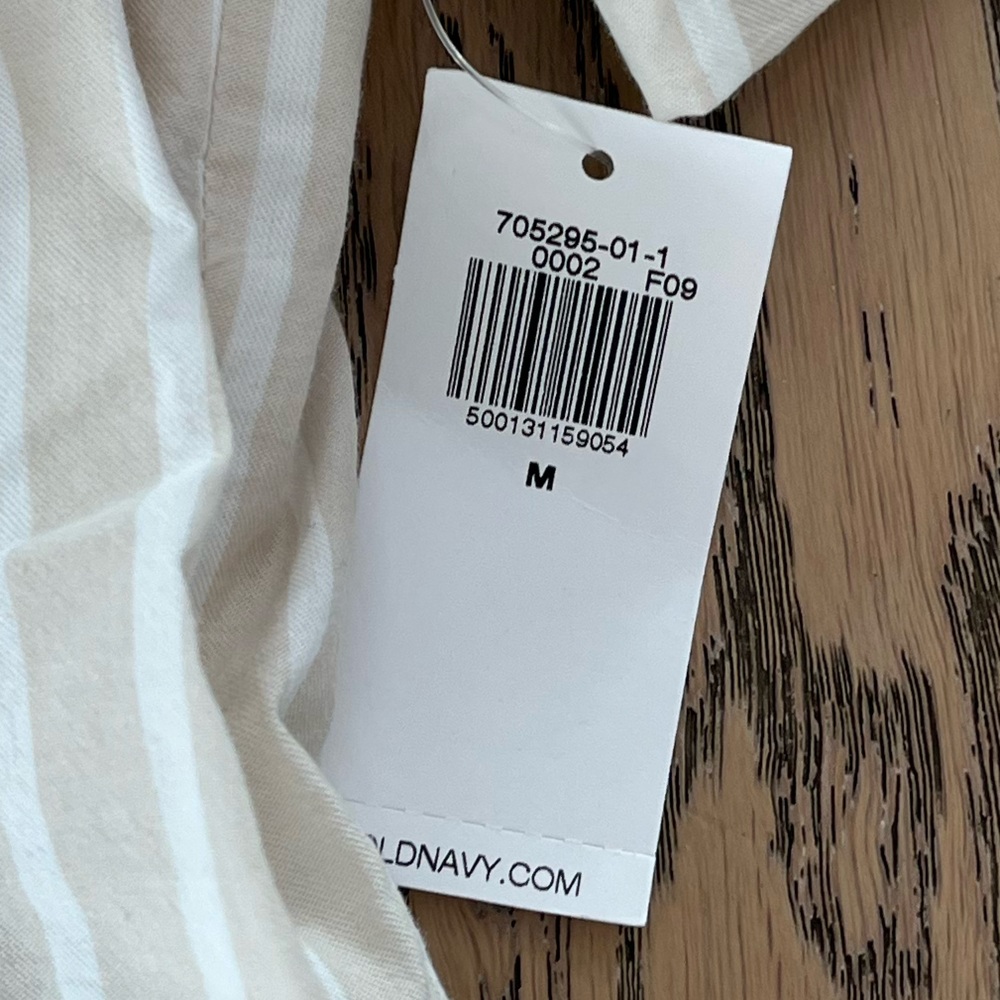 705295-01-1
0002 F09
500131159054
M
OLDNAVY.COM